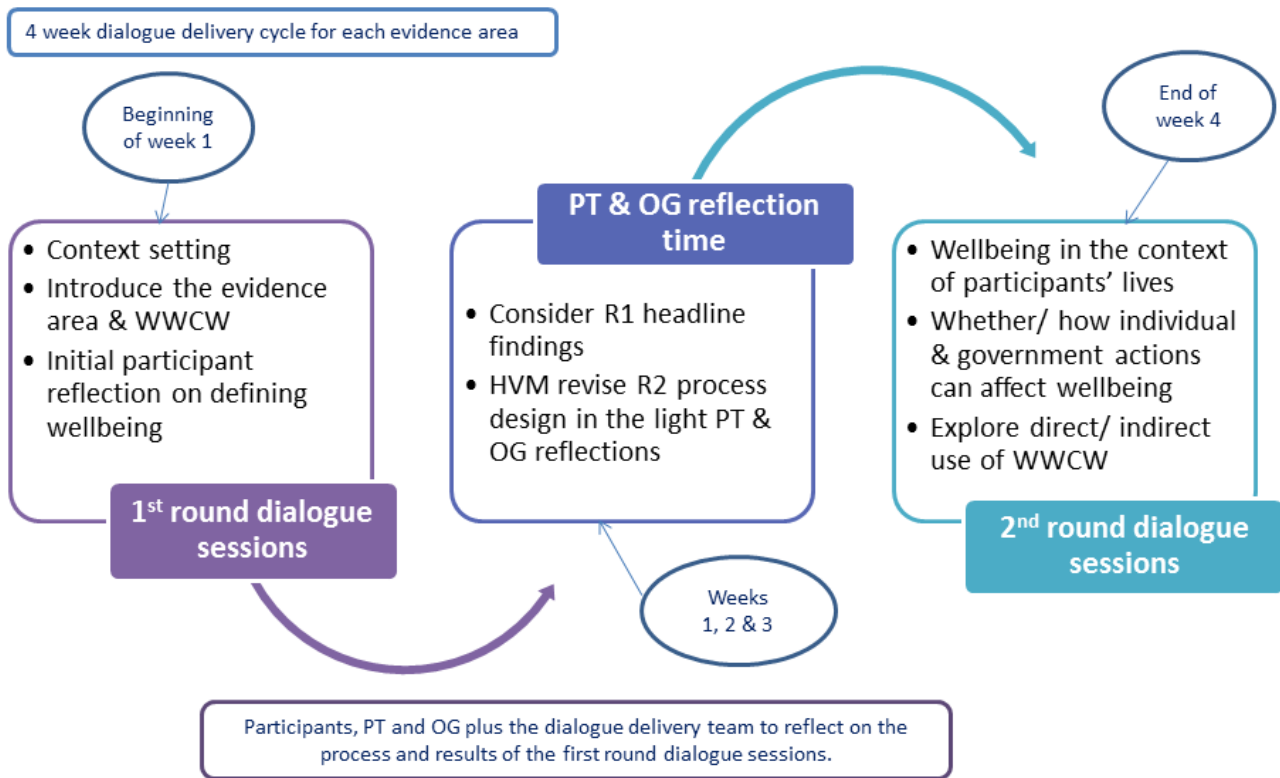 4 week dialogue delivery cycle for each evidence area
Beginning
of week 1
• Context setting
• Introduce the evidence
area & WWCW
• Initial participant
reflection on defining
wellbeing
1st round dialogue
sessions
PT & OG reflection
time
• Consider R1 headline
findings
• HVM revise R2 process
design in the light PT &
OG reflections
Weeks
1, 2 & 3
End of
week 4
• Wellbeing in the context
of participants’ lives
• Whether/ how individual
& government actions
can affect wellbeing
• Explore direct/ indirect
use of WWCW
2nd round dialogue
sessions
Participants, PT and OG plus the dialogue delivery team to reflect on the
process and results of the first round dialogue sessions.